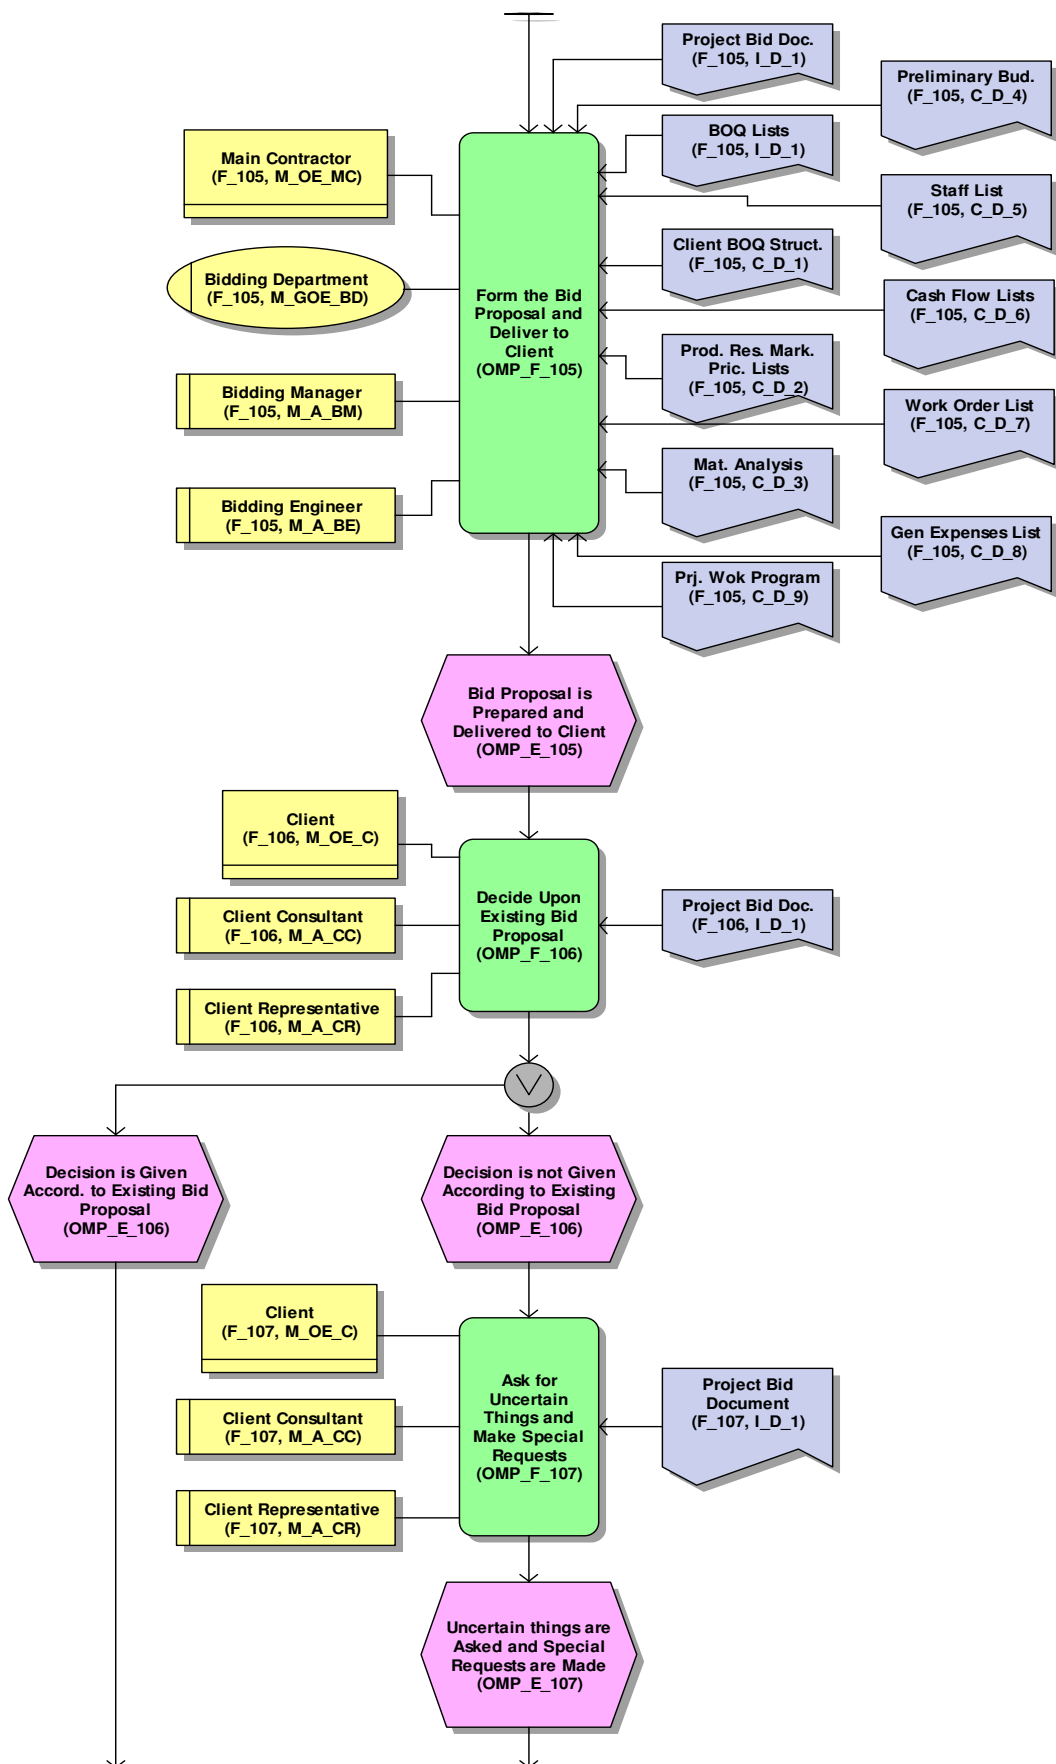 Project Bid Doc.
(F_105, I_D_1)
Preliminary Bud.
(F_105, C_D_4)
BOQ Lists
(F_105, I_D_1)
Main Contractor
(F_105, M_OE_MC)
Staff List
(F_105, C_D_5)
Client BOQ Struct.
(F_105, C_D_1)
Bidding Department
(F_105, M_GOE_BD)
Form the Bid
Proposal and
Deliver to
Client
(OMP_F_105)
Cash Flow Lists
(F_105, C_D_6)
Prod. Res. Mark.
Pric. Lists
(F_105, C_D_2)
Bidding Manager
(F_105, M_A_BM)
Work Order List
(F_105, C_D_7)
Mat. Analysis
(F_105, C_D_3)
Bidding Engineer
(F_105, M_A_BE)
Gen Expenses List
(F_105, C_D_8)
Prj. Wok Program
(F_105, C_D_9)
Bid Proposal is
Prepared and
Delivered to Client
(OMP_E_105)
Client
(F_106, M_OE_C)
Decide Upon
Existing Bid
Proposal
(OMP_F_106)
Client Consultant
(F_106, M_A_CC)
Project Bid Doc.
(F_106, I_D_1)
Client Representative
(F_106, M_A_CR)
Decision is Given
Accord. to Existing Bid
Proposal
(OMP_E_106)
Decision is not Given
According to Existing
Bid Proposal
(OMP_E_106)
Client
(F_107, M_OE_C)
Ask for
Uncertain
Things and
Make Special
Requests
(OMP_F_107)
Project Bid
Document
(F_107, I_D_1)
Client Consultant
(F_107, M_A_CC)
Client Representative
(F_107, M_A_CR)
Uncertain things are
Asked and Special
Requests are Made
(OMP_E_107)